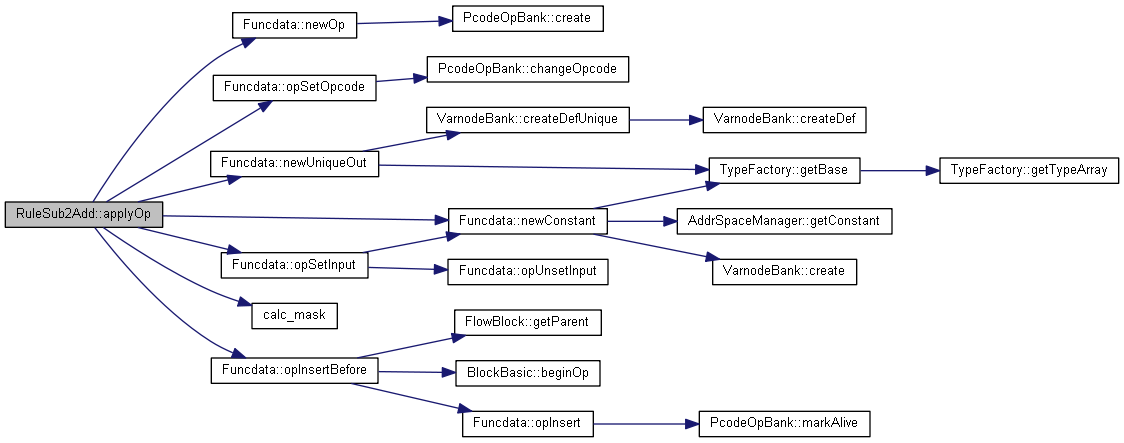 Funcdata::newOp
PcodeOpBank::create
Funcdata::opSetOpcode
PcodeOpBank::changeOpcode
VarnodeBank::createDefUnique
VarnodeBank::createDef
Funcdata::newUniqueOut
TypeFactory::getBase
TypeFactory::getTypeArray
RuleSub2Add::applyOp
Funcdata::newConstant
AddrSpaceManager::getConstant
Funcdata::opSetInput
Funcdata::opUnsetInput
VarnodeBank::create
calc_mask
FlowBlock::getParent
Funcdata::opInsertBefore
BlockBasic::beginOp
Funcdata::opInsert
PcodeOpBank::markAlive